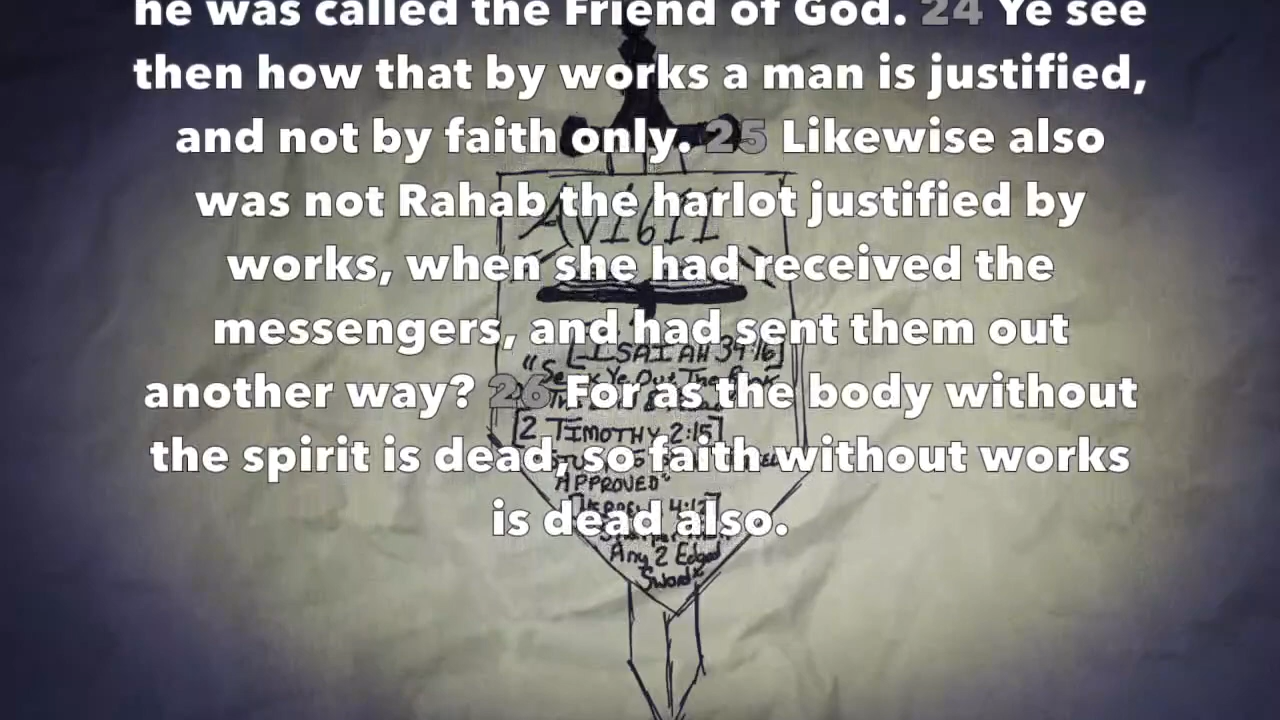 he was called the Friend of God. 24 Ye see
then how that by works a man is justified,
and not by faith only. 25 Likewise also
was not Rahab the harlot justified by
works, when she had received the
messengers, and had sent them out
another way? 26 For as the body without
the spirit is dead, so faith without works
is dead also.
AV1611
[ISAIAH 34:16]
"Seek Ye Out The Book
[2 TIMOTHY 2:15]
APPROVED"
4:12]
Any 2 Edged
Sword"